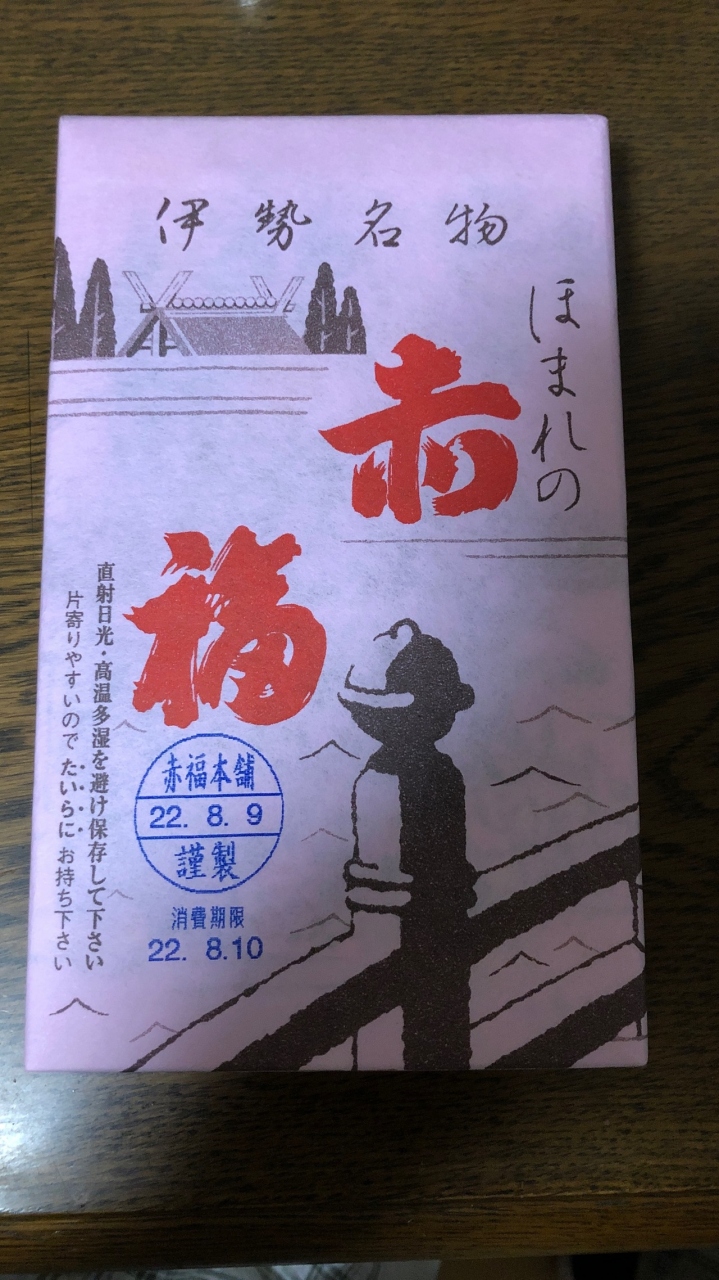 伊勢名物
ほまれの
赤
福
直射日光・高温多湿を避け保存して下さい
片寄りやすいので たいらに お持ち下さい
赤福本舗
22. 8. 9
謹製
消費期限
22. 8.10